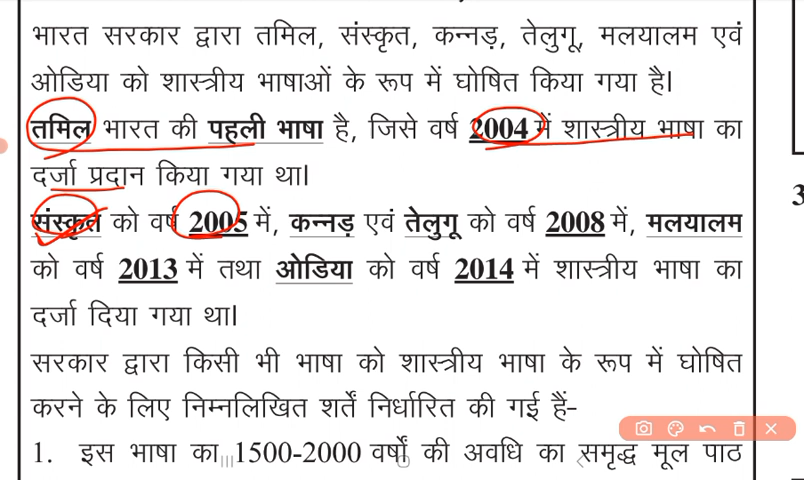 भारत सरकार द्वारा तमिल, संस्कृत, कन्नड़, तेलुगू, मलयालम एवं
ओडिया को शास्त्रीय भाषाओं के रूप में घोषित किया गया है।
तमिल भारत की पहली भाषा है, जिसे वर्ष 2004 में शास्त्रीय भाषा का
दर्जा प्रदान किया गया था।
संस्कृत को वर्ष 2005 में, कन्नड़ एवं तेलुगू को वर्ष 2008 में, मलयालम
को वर्ष 2013 में तथा ओडिया को वर्ष 2014 में शास्त्रीय भाषा का
दर्जा दिया गया था।
सरकार द्वारा किसी भी भाषा को शास्त्रीय भाषा के रूप में घोषित
करने के लिए निम्नलिखित शर्तें निर्धारित की गई हैं-
1. इस भाषा का 1500-2000 वर्षों की अवधि का समृद्ध मूल पाठ
3